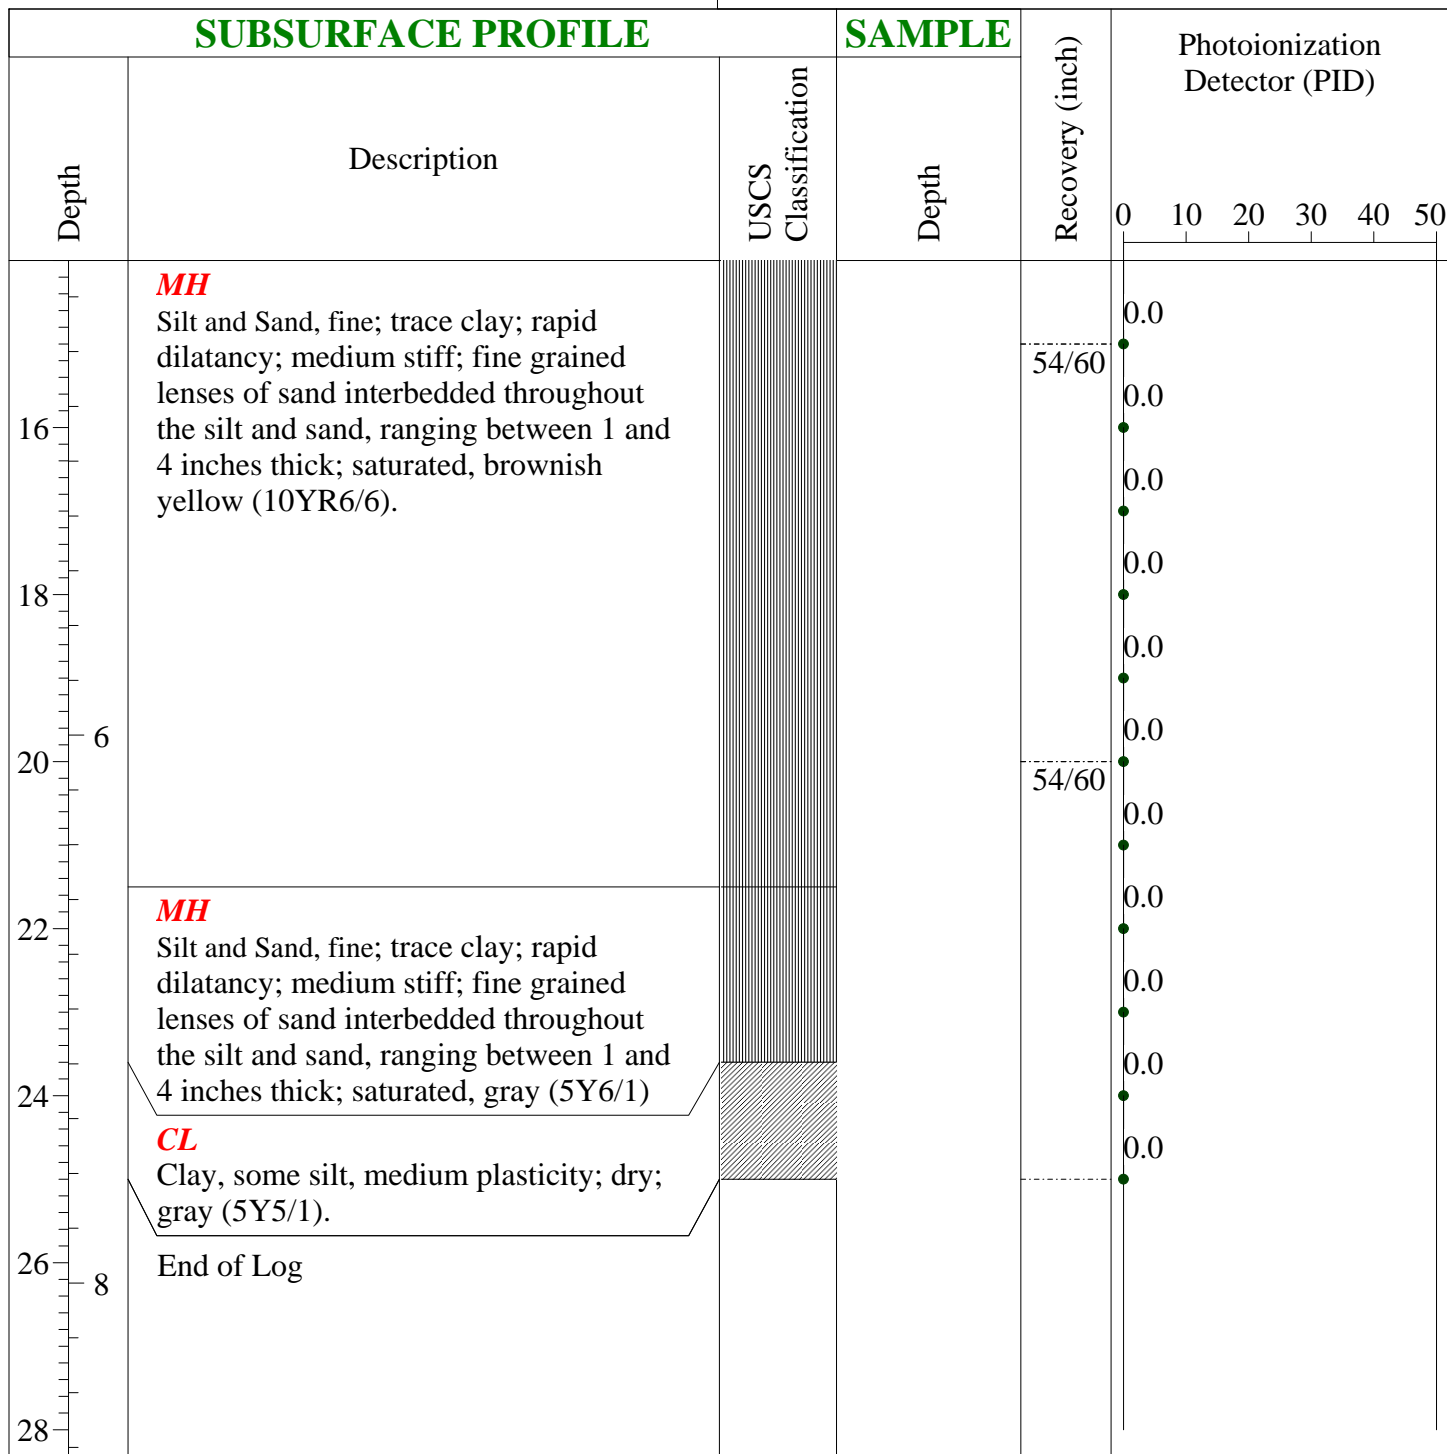 SUBSURFACE PROFILE
SAMPLE
Depth
Description
USCS
Classification
Depth
Recovery (inch)
Photoionization
Detector (PID)
0 10 20 30 40 50
MH
Silt and Sand, fine; trace clay; rapid
dilatancy; medium stiff; fine grained
lenses of sand interbedded throughout
the silt and sand, ranging between 1 and
4 inches thick; saturated, brownish
yellow (10YR6/6).
MH
Silt and Sand, fine; trace clay; rapid
dilatancy; medium stiff; fine grained
lenses of sand interbedded throughout
the silt and sand, ranging between 1 and
4 inches thick; saturated, gray (5Y6/1)
CL
Clay, some silt, medium plasticity; dry;
gray (5Y5/1).
End of Log
16
18
20
22
24
26
28
6
8
54/60
54/60
0.0
0.0
0.0
0.0
0.0
0.0
0.0
0.0
0.0
0.0
0.0